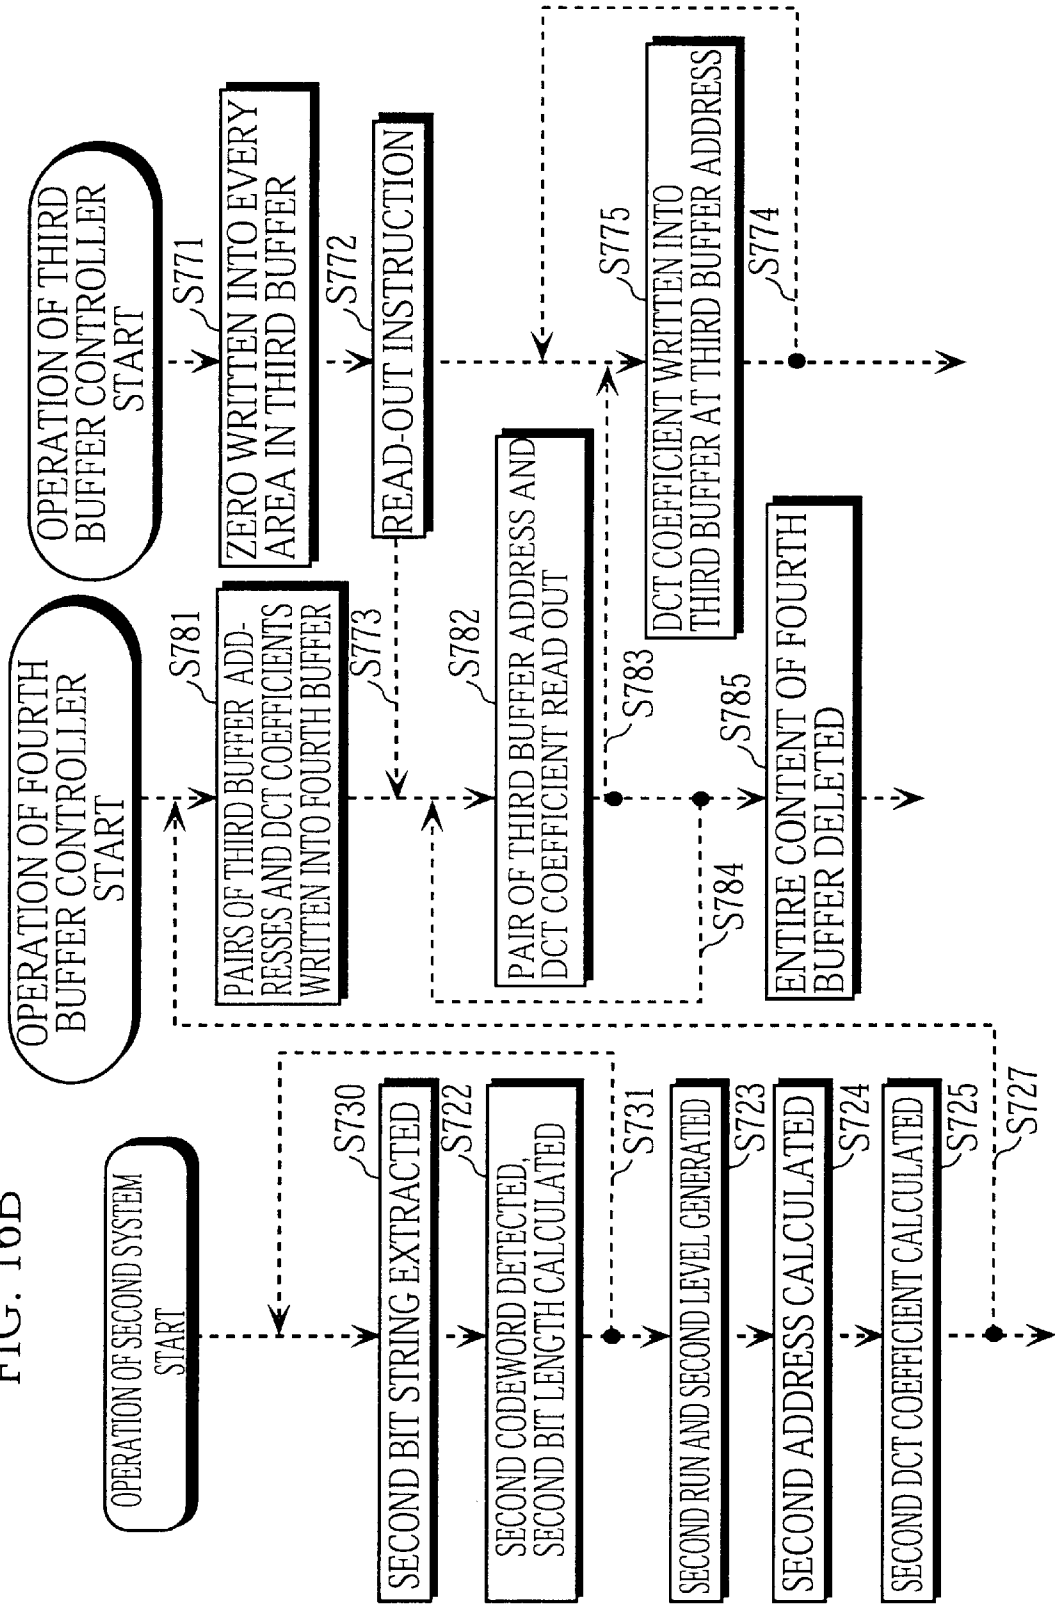 FIG. 16B
OPERATION OF SECOND SYSTEM
START
S730
SECOND BIT STRING EXTRACTED
S722
SECOND CODEWORD DETECTED,
SECOND BIT LENGTH CALCULATED
S731
SECOND RUN AND SECOND LEVEL GENERATED
S723
SECOND ADDRESS CALCULATED
S724
SECOND DCT COEFFICIENT CALCULATED
S725
S727
OPERATION OF FOURTH
BUFFER CONTROLLER
START
S781
PAIRS OF THIRD BUFFER ADD-
RESSES AND DCT COEFFICIENTS
WRITTEN INTO FOURTH BUFFER
S773
S782
PAIR OF THIRD BUFFER ADDRESS AND
DCT COEFFICIENT READ OUT
S783
S784
S785
ENTIRE CONTENT OF FOURTH
BUFFER DELETED
OPERATION OF THIRD
BUFFER CONTROLLER
START
S771
ZERO WRITTEN INTO EVERY
AREA IN THIRD BUFFER
S772
READ-OUT INSTRUCTION
S775
DCT COEFFICIENT WRITTEN INTO
THIRD BUFFER AT THIRD BUFFER ADDRESS
S774